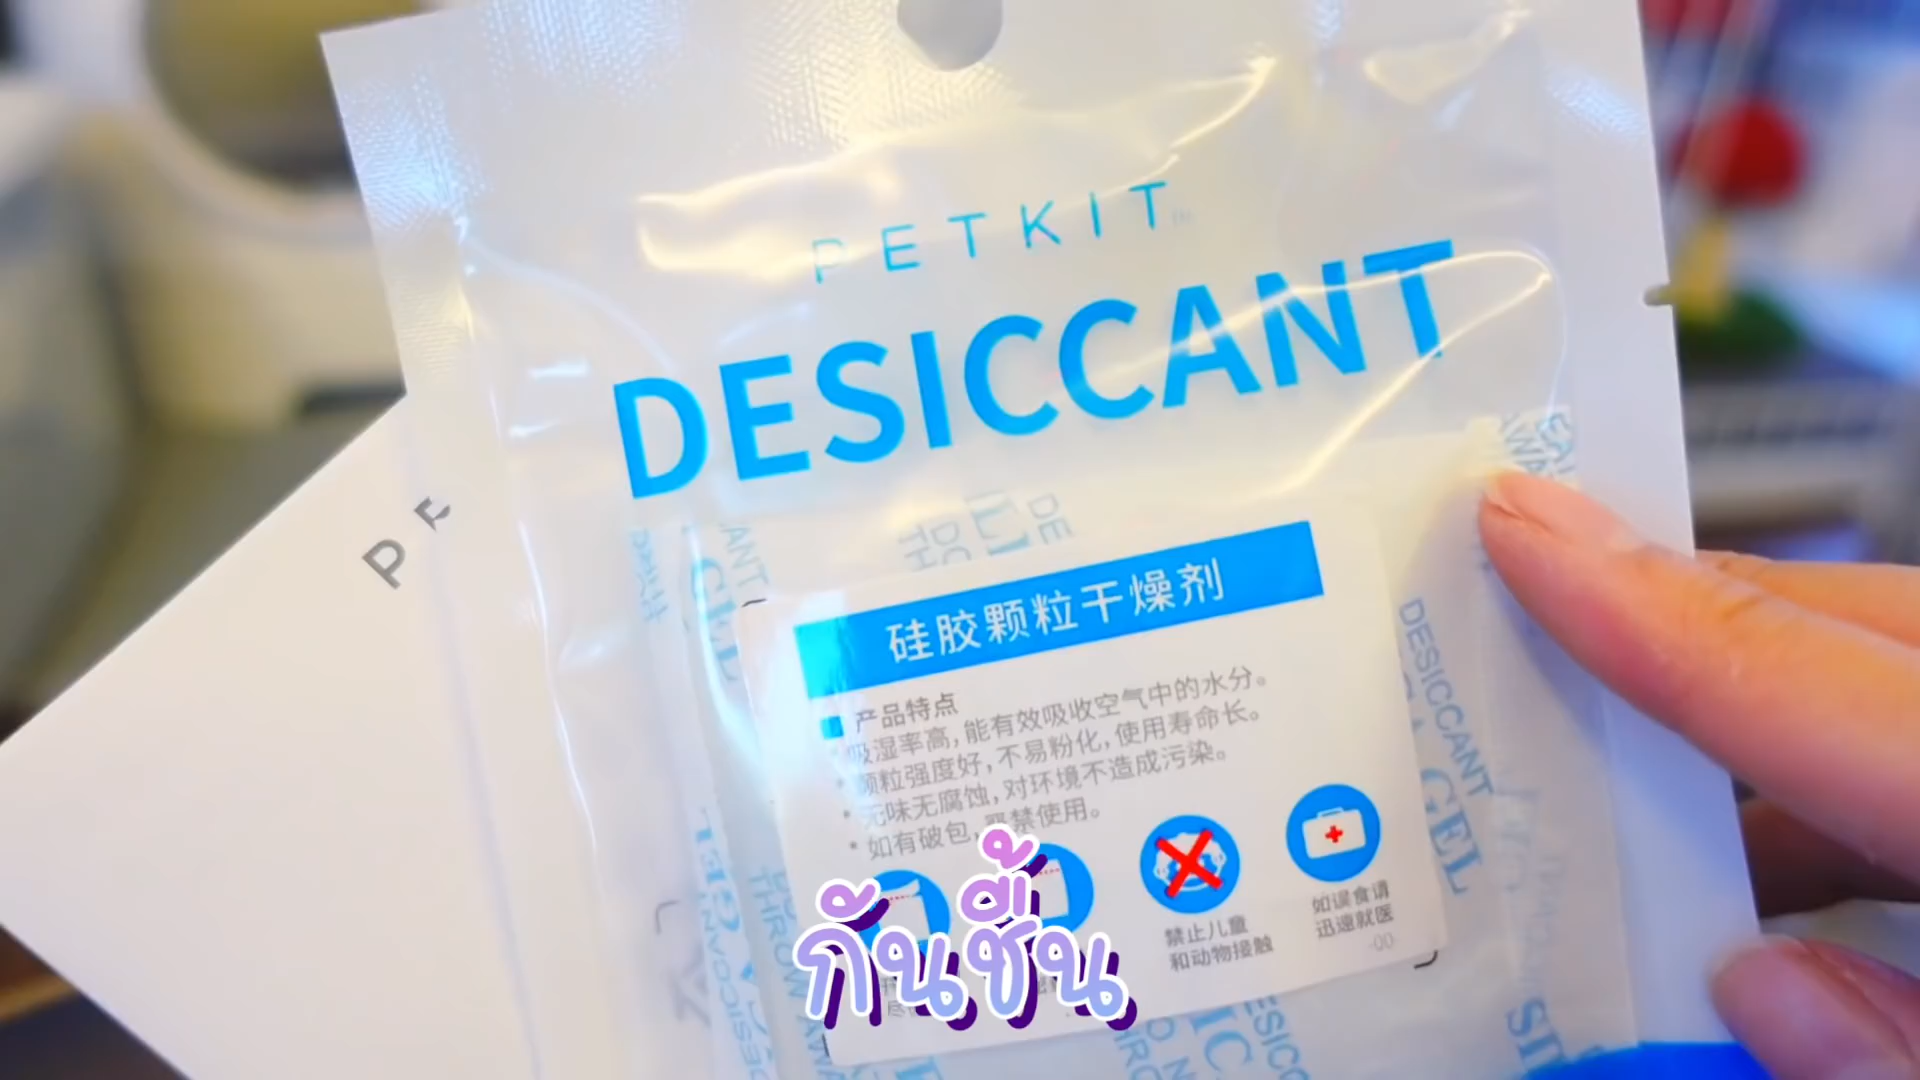 PETKIT
DESICCANT
硅胶颗粒干燥剂
产品特点
吸湿率高,能有效吸收空气中的水分。
颗粒强度好,不易粉化,使用寿命长。
无味无腐蚀,对环境不造成污染。
如有破包,严禁使用。
禁止儿童
和动物接触
如误食请
迅速就医
กันชื้น
DESICCANT
GEL